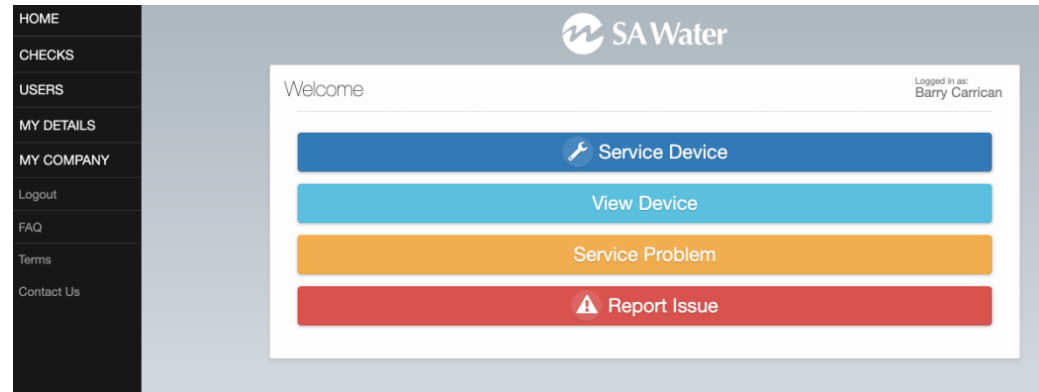 HOME
CHECKS
USERS
MY DETAILS
MY COMPANY
Logout
FAQ
Terms
Contact Us
SA Water
Welcome
Logged in as:
Barry Carrican
Service Device
View Device
Service Problem
Report Issue